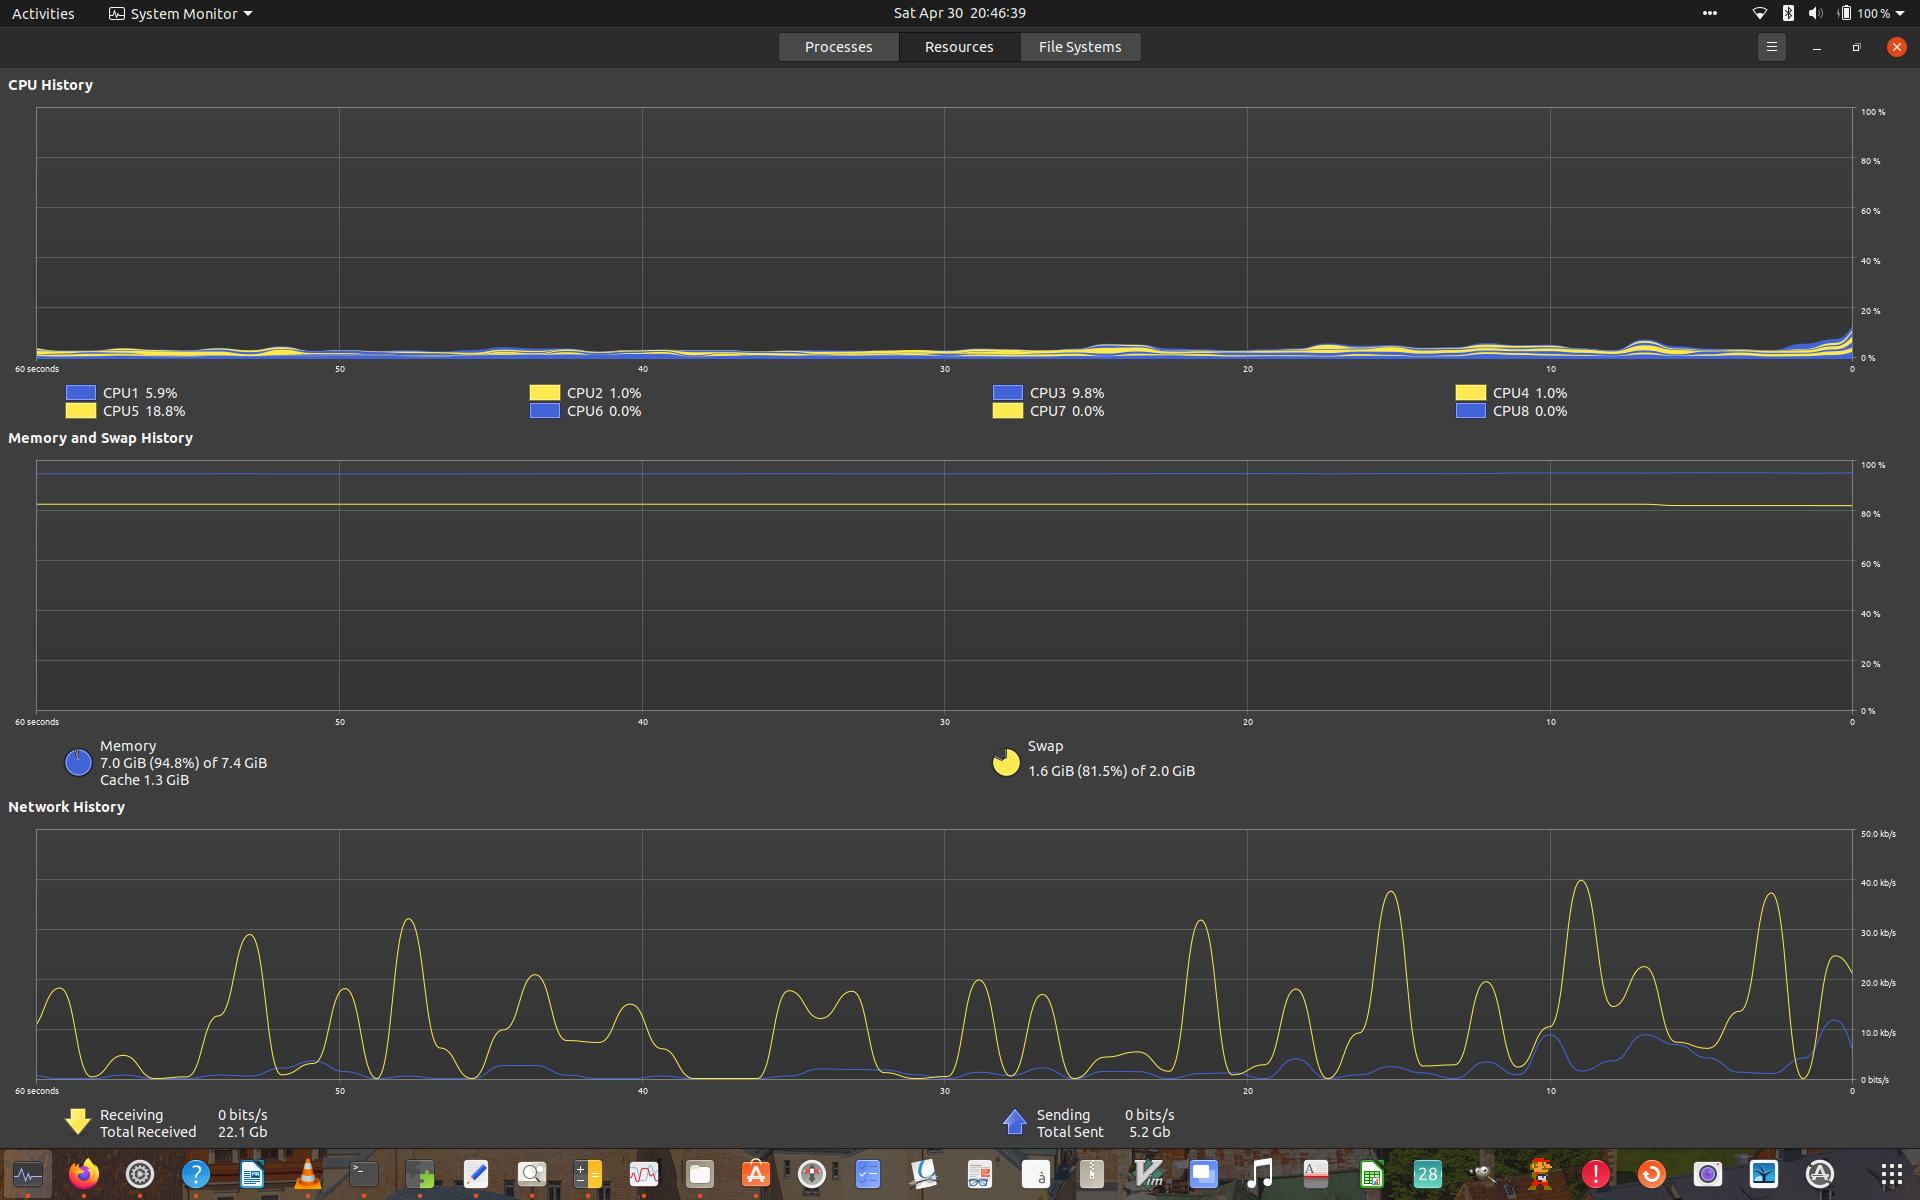 Activities System Monitor Sat Apr 30 20:46:39 100 %
Processes Resources File Systems
CPU History
100 %
80 %
60 %
40 %
20 %
0 %
60 seconds 50 40 30 20 10 0
CPU1 5.9% CPU2 1.0% CPU3 9.8% CPU4 1.0%
CPU5 18.8% CPU6 0.0% CPU7 0.0% CPU8 0.0%
Memory and Swap History
100 %
80 %
60 %
40 %
20 %
0 %
60 seconds 50 40 30 20 10 0
Memory
7.0 GiB (94.8%) of 7.4 GiB
Cache 1.3 GiB
Swap
1.6 GiB (81.5%) of 2.0 GiB
Network History
50.0 kb/s
40.0 kb/s
30.0 kb/s
20.0 kb/s
10.0 kb/s
0 bits/s
60 seconds 50 40 30 20 10 0
Receiving 0 bits/s
Total Received 22.1 Gb
Sending 0 bits/s
Total Sent 5.2 Gb
à
Vim
A
28